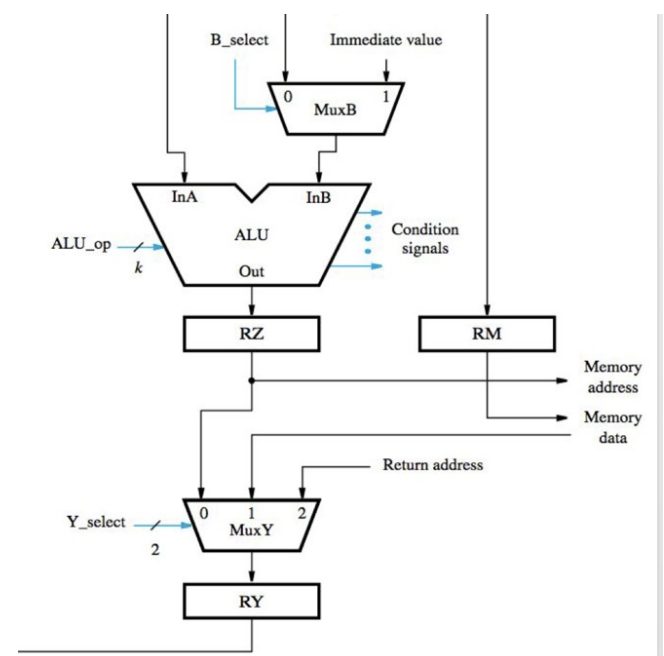 B_select
Immediate value
0
1
MuxB
InA
InB
ALU_op
ALU
Condition
signals
k
Out
RZ
RM
Memory
address
Memory
data
Return address
Y_select
0
1
2
MuxY
2
RY